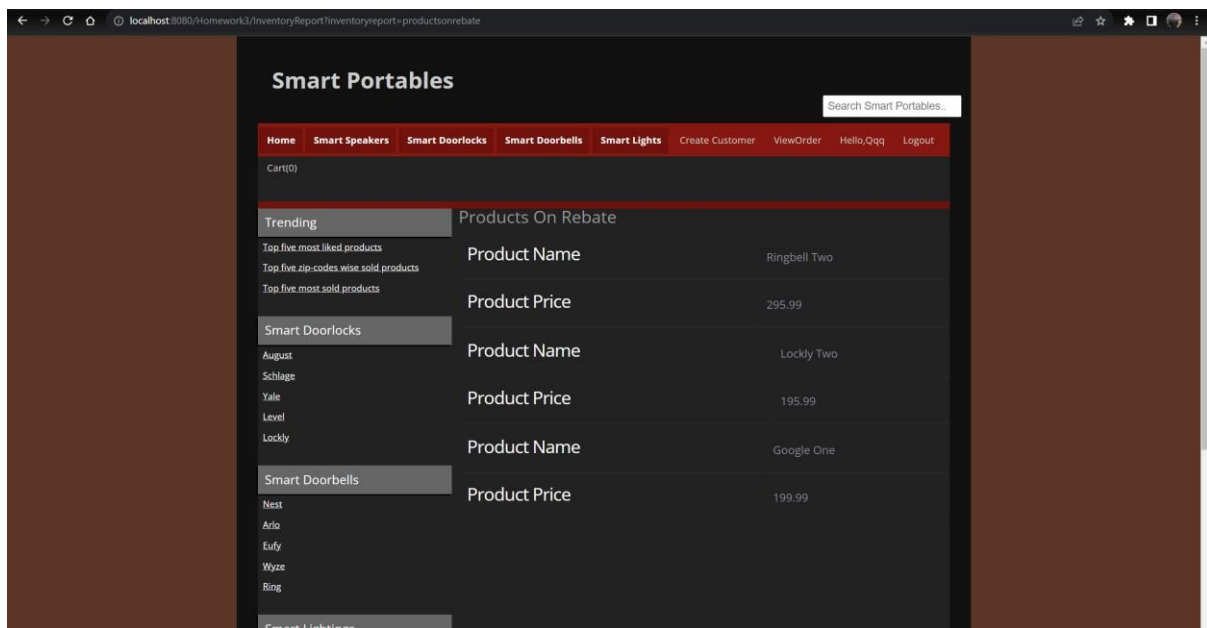 localhost:8080/Homework3/InventoryReport?inventoryreport=productsonrebate
Smart Portables
Search Smart Portables..
Home Smart Speakers Smart Doorlocks Smart Doorbells Smart Lights Create Customer ViewOrder Hello,Qqq Logout
Cart(0)
Trending
Top five most liked products
Top five zip-codes wise sold products
Top five most sold products
Smart Doorlocks
August
Schlage
Yale
Level
Lockly
Smart Doorbells
Nest
Arlo
Eufy
Wyze
Ring
Smart Lightings
Products On Rebate
Product Name Ringbell Two
Product Price 295.99
Product Name Lockly Two
Product Price 195.99
Product Name Google One
Product Price 199.99